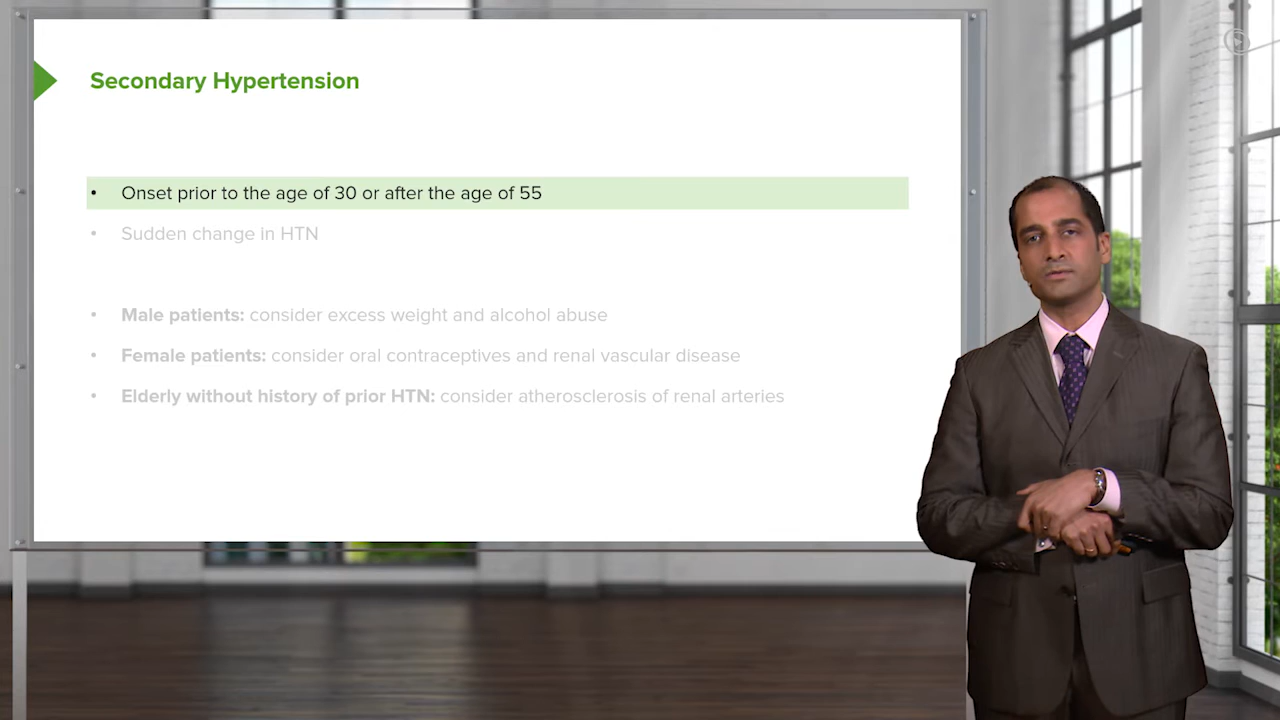 Secondary Hypertension
• Onset prior to the age of 30 or after the age of 55
• Sudden change in HTN
• Male patients: consider excess weight and alcohol abuse
• Female patients: consider oral contraceptives and renal vascular disease
• Elderly without history of prior HTN: consider atherosclerosis of renal arteries